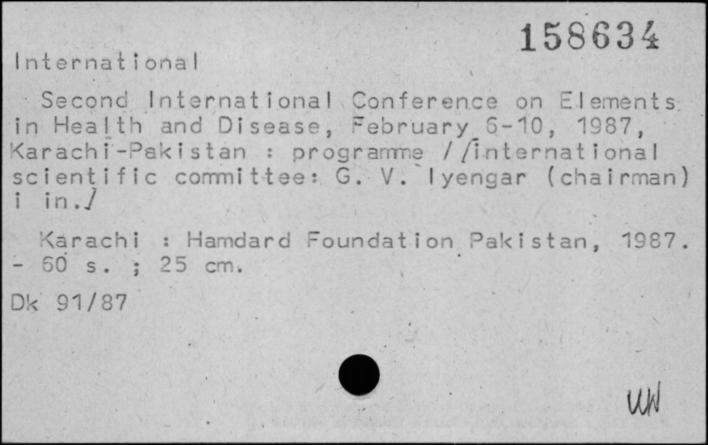 158634
International
Second International Conference on Elements
in Health and Disease, February 6-10, 1987,
Karachi-Pakistan : programme / /international
scientific committee: G. V. Iyengar (chairman)
i in./
Karachi : Hamdard Foundation Pakistan, 1987.
- 60 s. ; 25 cm.
Dk 91/87
UW